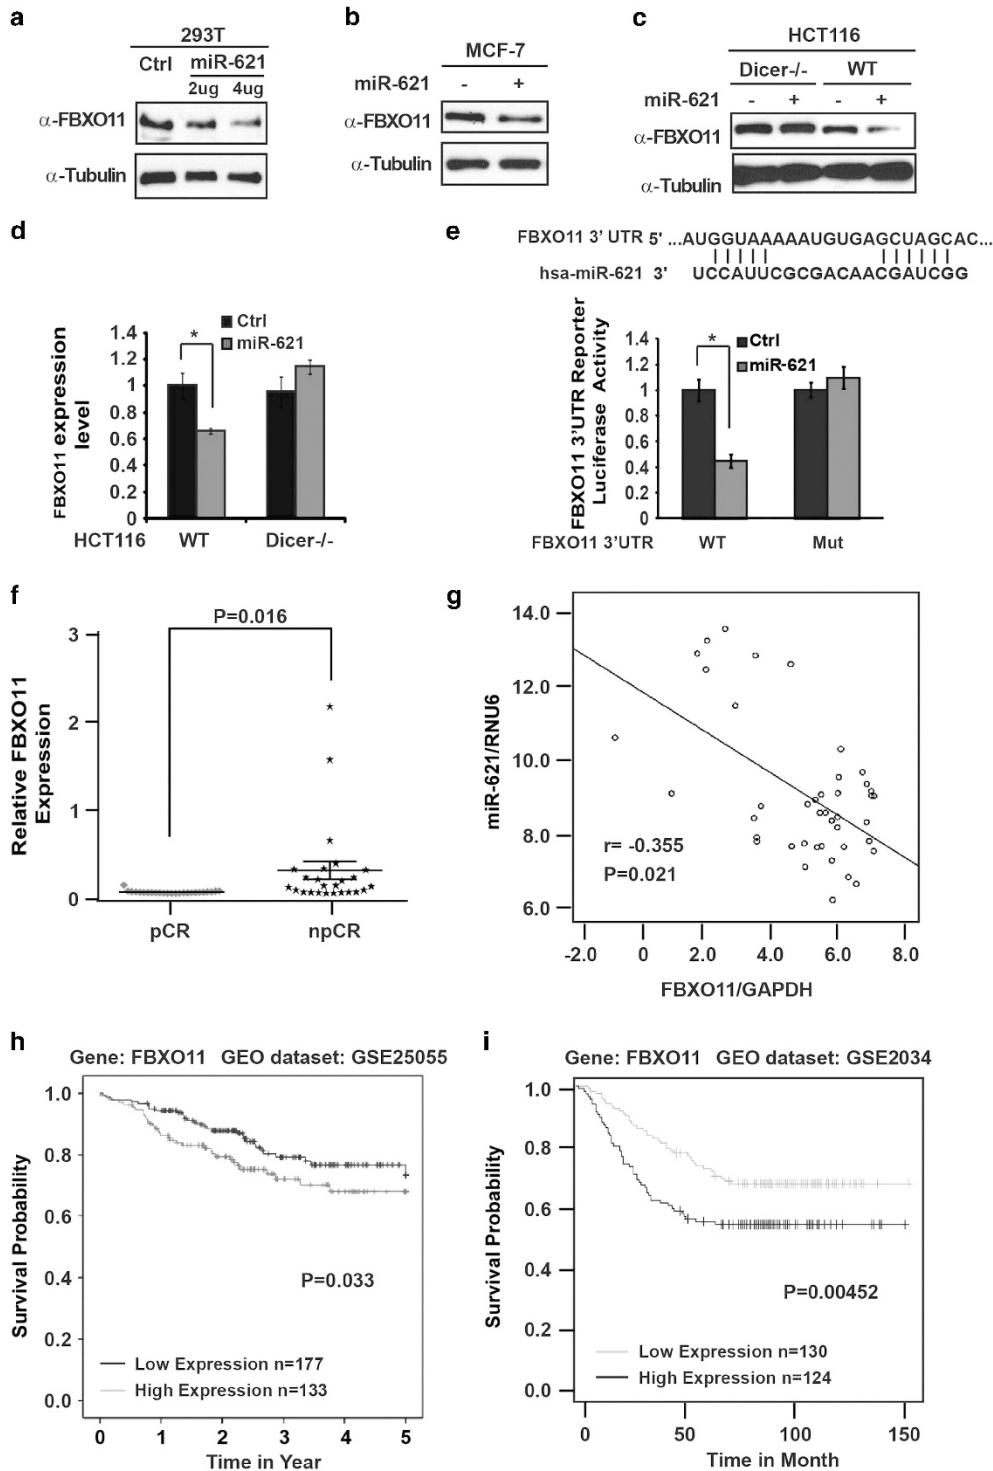 a
293T
Ctrl miR-621
2ug 4ug
α-FBXO11
α-Tubulin
b
MCF-7
miR-621 - +
α-FBXO11
α-Tubulin
c
HCT116
Dicer-/- WT
miR-621 - + - +
α-FBXO11
α-Tubulin
d
FBXO11 expression
level
1.4
1.2
1
0.8
0.6
0.4
0.2
0
Ctrl
miR-621
*
HCT116 WT Dicer-/-
e
FBXO11 3' UTR 5' ...AUGGUAAAAAUGUGAGCUAGCAC...
hsa-miR-621 3' UCCAUUCGCGACAACGAUCGG
FBXO11 3'UTR Reporter
Luciferase Activity
1.4
1.2
1
0.8
0.6
0.4
0.2
0
Ctrl
miR-621
*
FBXO11 3'UTR WT Mut
f
P=0.016
Relative FBXO11
Expression
3
2
1
0
pCR npCR
g
miR-621/RNU6
14.0
12.0
10.0
8.0
6.0
r= -0.355
P=0.021
-2.0 0 2.0 4.0 6.0 8.0
FBXO11/GAPDH
h
Gene: FBXO11 GEO dataset: GSE25055
Survival Probability
1.0
0.8
0.6
0.4
0.2
0.0
P=0.033
Low Expression n=177
High Expression n=133
0 1 2 3 4 5
Time in Year
i
Gene: FBXO11 GEO dataset: GSE2034
Survival Probability
1.0
0.8
0.6
0.4
0.2
0.0
P=0.00452
Low Expression n=130
High Expression n=124
0 50 100 150
Time in Month